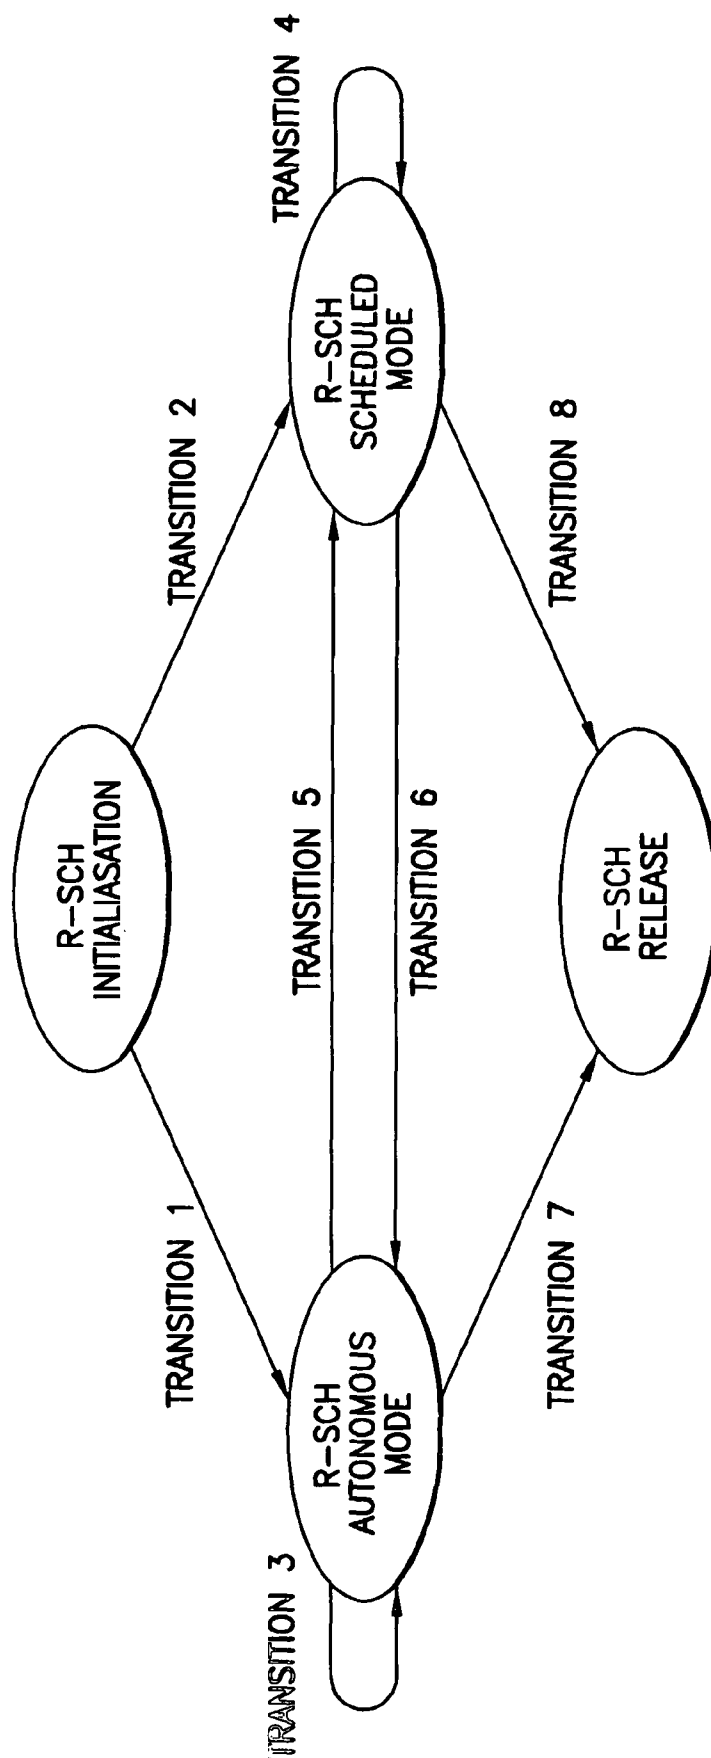 R-SCH
INITIALIASATION
TRANSITION 1
TRANSITION 2
TRANSITION 3
R-SCH
AUTONOMOUS
MODE
TRANSITION 5
TRANSITION 6
R-SCH
SCHEDULED
MODE
TRANSITION 4
TRANSITION 7
TRANSITION 8
R-SCH
RELEASE